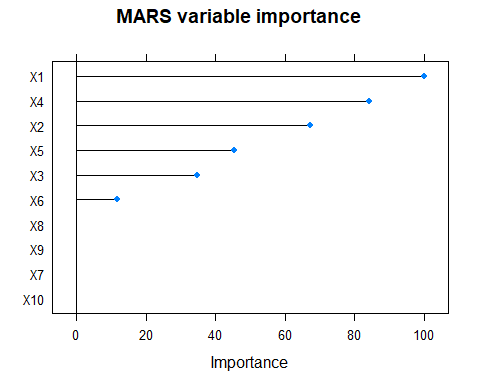 MARS variable importance
X1
X4
X2
X5
X3
X6
X8
X9
X7
X10
0 20 40 60 80 100
Importance